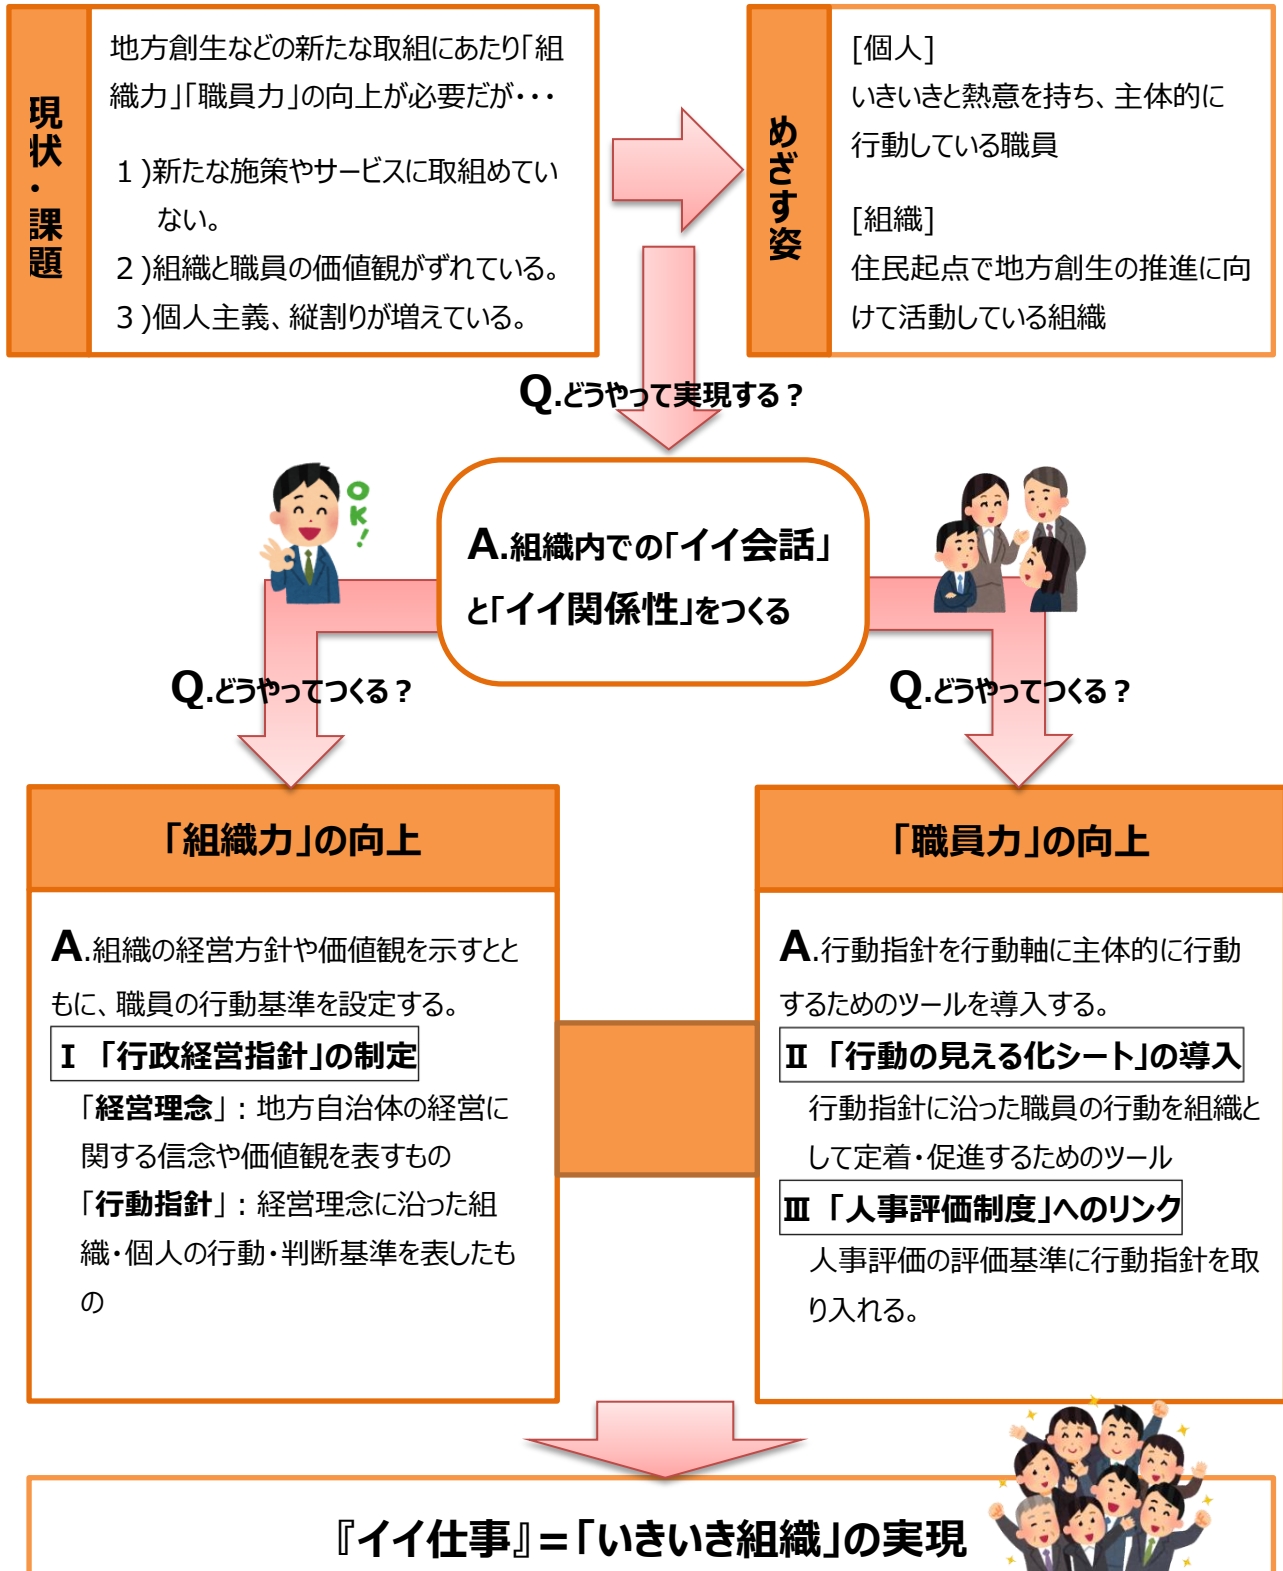 現状・課題
地方創生などの新たな取組にあたり「組
織力」「職員力」の向上が必要だが・・・
１)新たな施策やサービスに取組めてい
ない。
２)組織と職員の価値観がずれている。
３)個人主義、縦割りが増えている。
めざす姿
[個人]
いきいきと熱意を持ち、主体的に
行動している職員
[組織]
住民起点で地方創生の推進に向
けて活動している組織
Q.どうやって実現する？
OK!
A.組織内での「イイ会話」
と「イイ関係性」をつくる
Q.どうやってつくる？
Q.どうやってつくる？
「組織力」の向上
A.組織の経営方針や価値観を示すとと
もに、職員の行動基準を設定する。
Ⅰ 「行政経営指針」の制定
「経営理念」：地方自治体の経営に
関する信念や価値観を表すもの
「行動指針」：経営理念に沿った組
織・個人の行動・判断基準を表したも
の
「職員力」の向上
A.行動指針を行動軸に主体的に行動
するためのツールを導入する。
Ⅱ 「行動の見える化シート」の導入
行動指針に沿った職員の行動を組織と
して定着・促進するためのツール
Ⅲ 「人事評価制度」へのリンク
人事評価の評価基準に行動指針を取
り入れる。
『イイ仕事』＝「いきいき組織」の実現